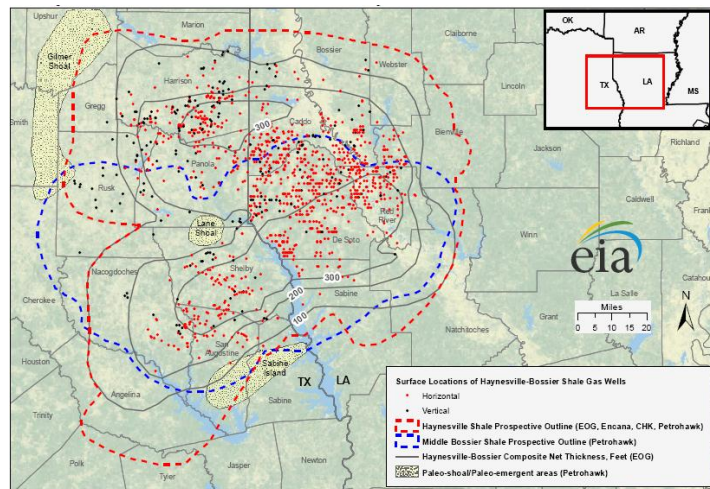 Upshur
Marion
Gilmer
Shoal
Harrison
Gregg
Smith
Claiborne
Bossier
Webster
Caddo
300
Lincoln
Bienville
Jackson
Panola
Rusk
Red
River
Lane
Shoal
De Soto
Nacogdoches
Shelby
Cherokee
300
200
100
Sabine
San
Augustine
Sabine
Island
Sabine
TX
LA
Houston
Angelina
Trinity
Polk
Tyler
Jasper
Newton
Natchitoches
Winn
Grant
La Salle
Caldwell
Richland
Frank
Catahou
OK
AR
TX
LA
MS
eia
Miles
0 5 10 15 20
N
Surface Locations of Haynesville-Bossier Shale Gas Wells
Horizontal
Vertical
Haynesville Shale Prospective Outline (EOG, Encana, CHK, Petrohawk)
Middle Bossier Shale Prospective Outline (Petrohawk)
Haynesville-Bossier Composite Net Thickness, Feet (EOG)
Paleo-shoal/Paleo-emergent areas (Petrohawk)